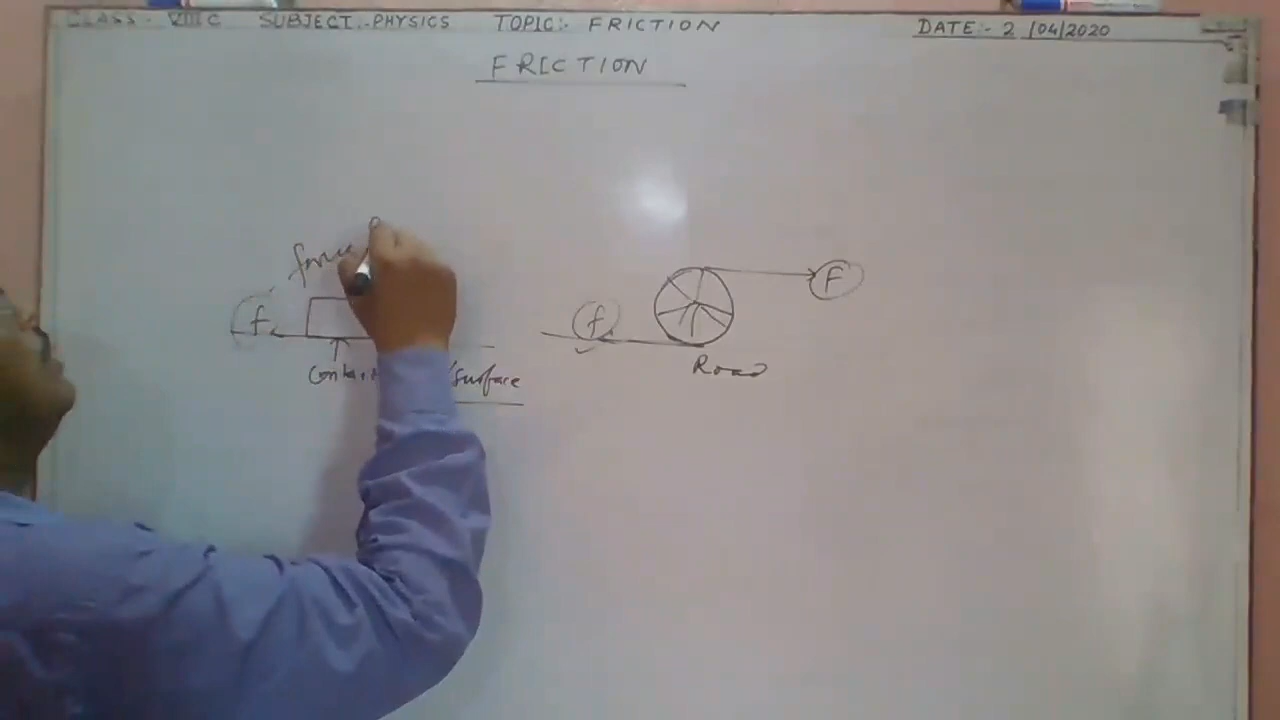 CLASS:- VIII C SUBJECT:-PHYSICS TOPIC:- FRICTION DATE:- 2/04/2020
FRICTION
force
F
f
f
Road
surface